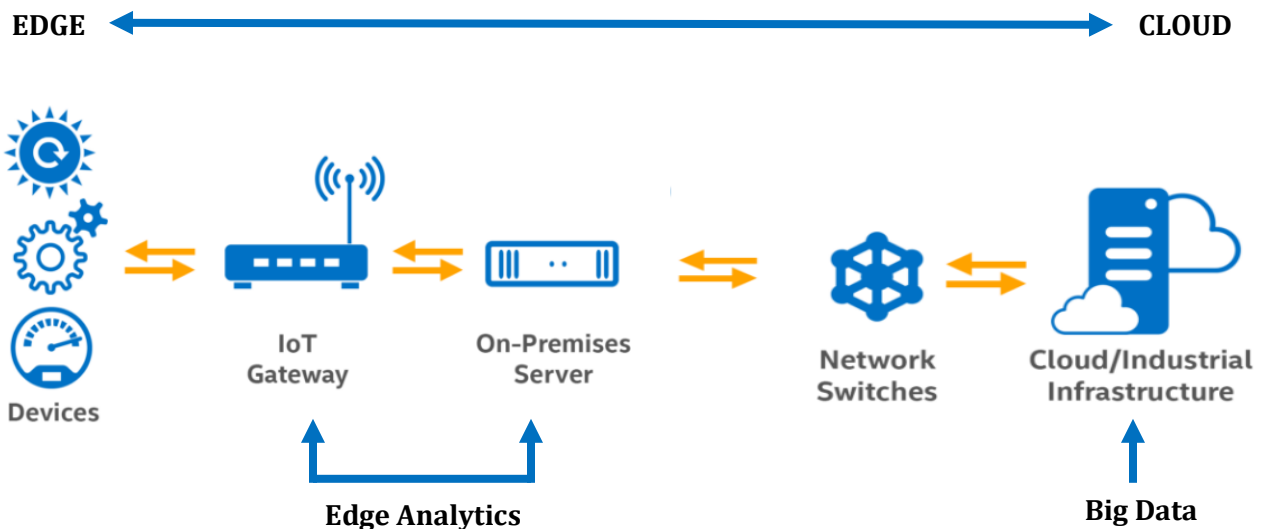 EDGE
CLOUD
Devices
IoT
Gateway
On-Premises
Server
Network
Switches
Cloud/Industrial
Infrastructure
Edge Analytics
Big Data